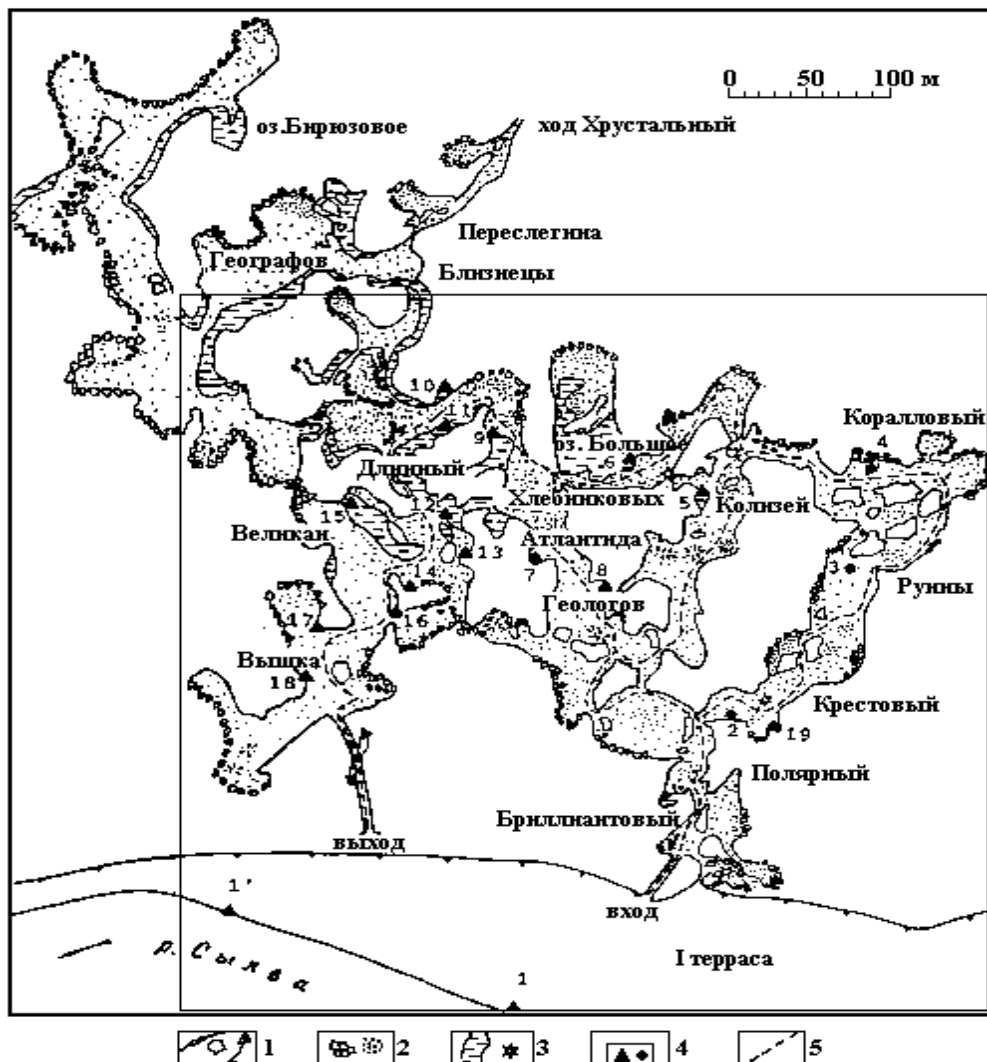 0 50 100 м
оз.Бирюзовое
ход Хрустальный
Переслегина
Географов
Близнецы
10
11
Коралловый
4
9
оз. Большое
6
Длинный
Хлебниковых
5
Колизей
15
12
Великан
Атлантида
13
7
8
3
Руины
14
Геологов
16
17
Вышка
18
Крестовый
2
19
Полярный
Бриллиантовый
выход
1'
вход
р. Сылва
I терраса
1
1
2
3
4
5